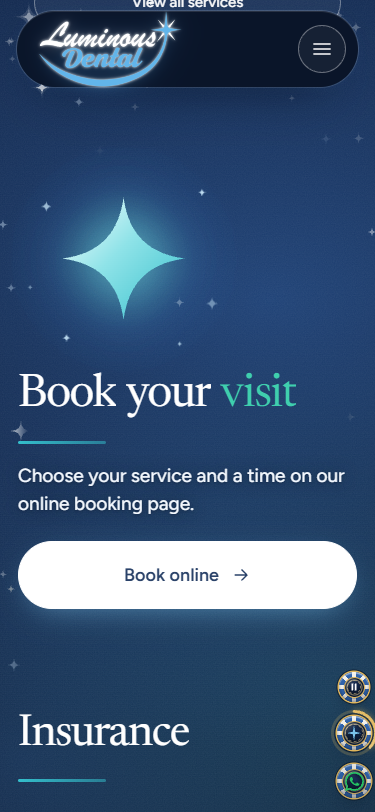 View all services
Luminous
Dental
Book your visit
Choose your service and a time on our
online booking page.
Book online →
Insurance